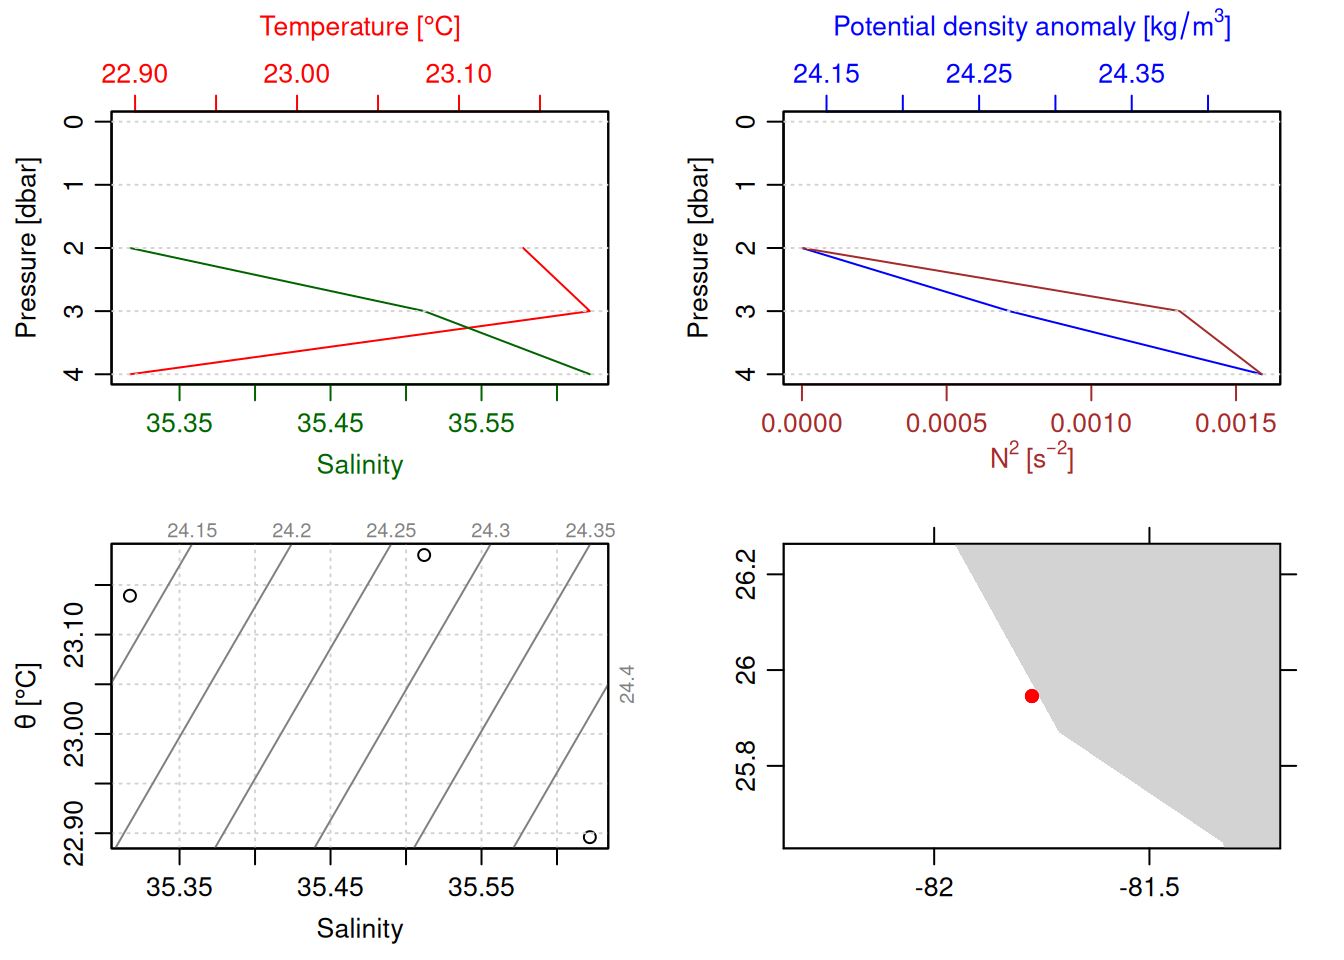 Temperature [°C]
22.90 23.00 23.10
Pressure [dbar]
0
1
2
3
4
35.35 35.45 35.55
Salinity
Potential density anomaly [kg/m³]
24.15 24.25 24.35
Pressure [dbar]
0
1
2
3
4
0.0000 0.0005 0.0010 0.0015
N² [s⁻²]
24.15 24.2 24.25 24.3 24.35
24.4
θ [°C]
23.10
23.00
22.90
35.35 35.45 35.55
Salinity
26.2
26
25.8
-82 -81.5